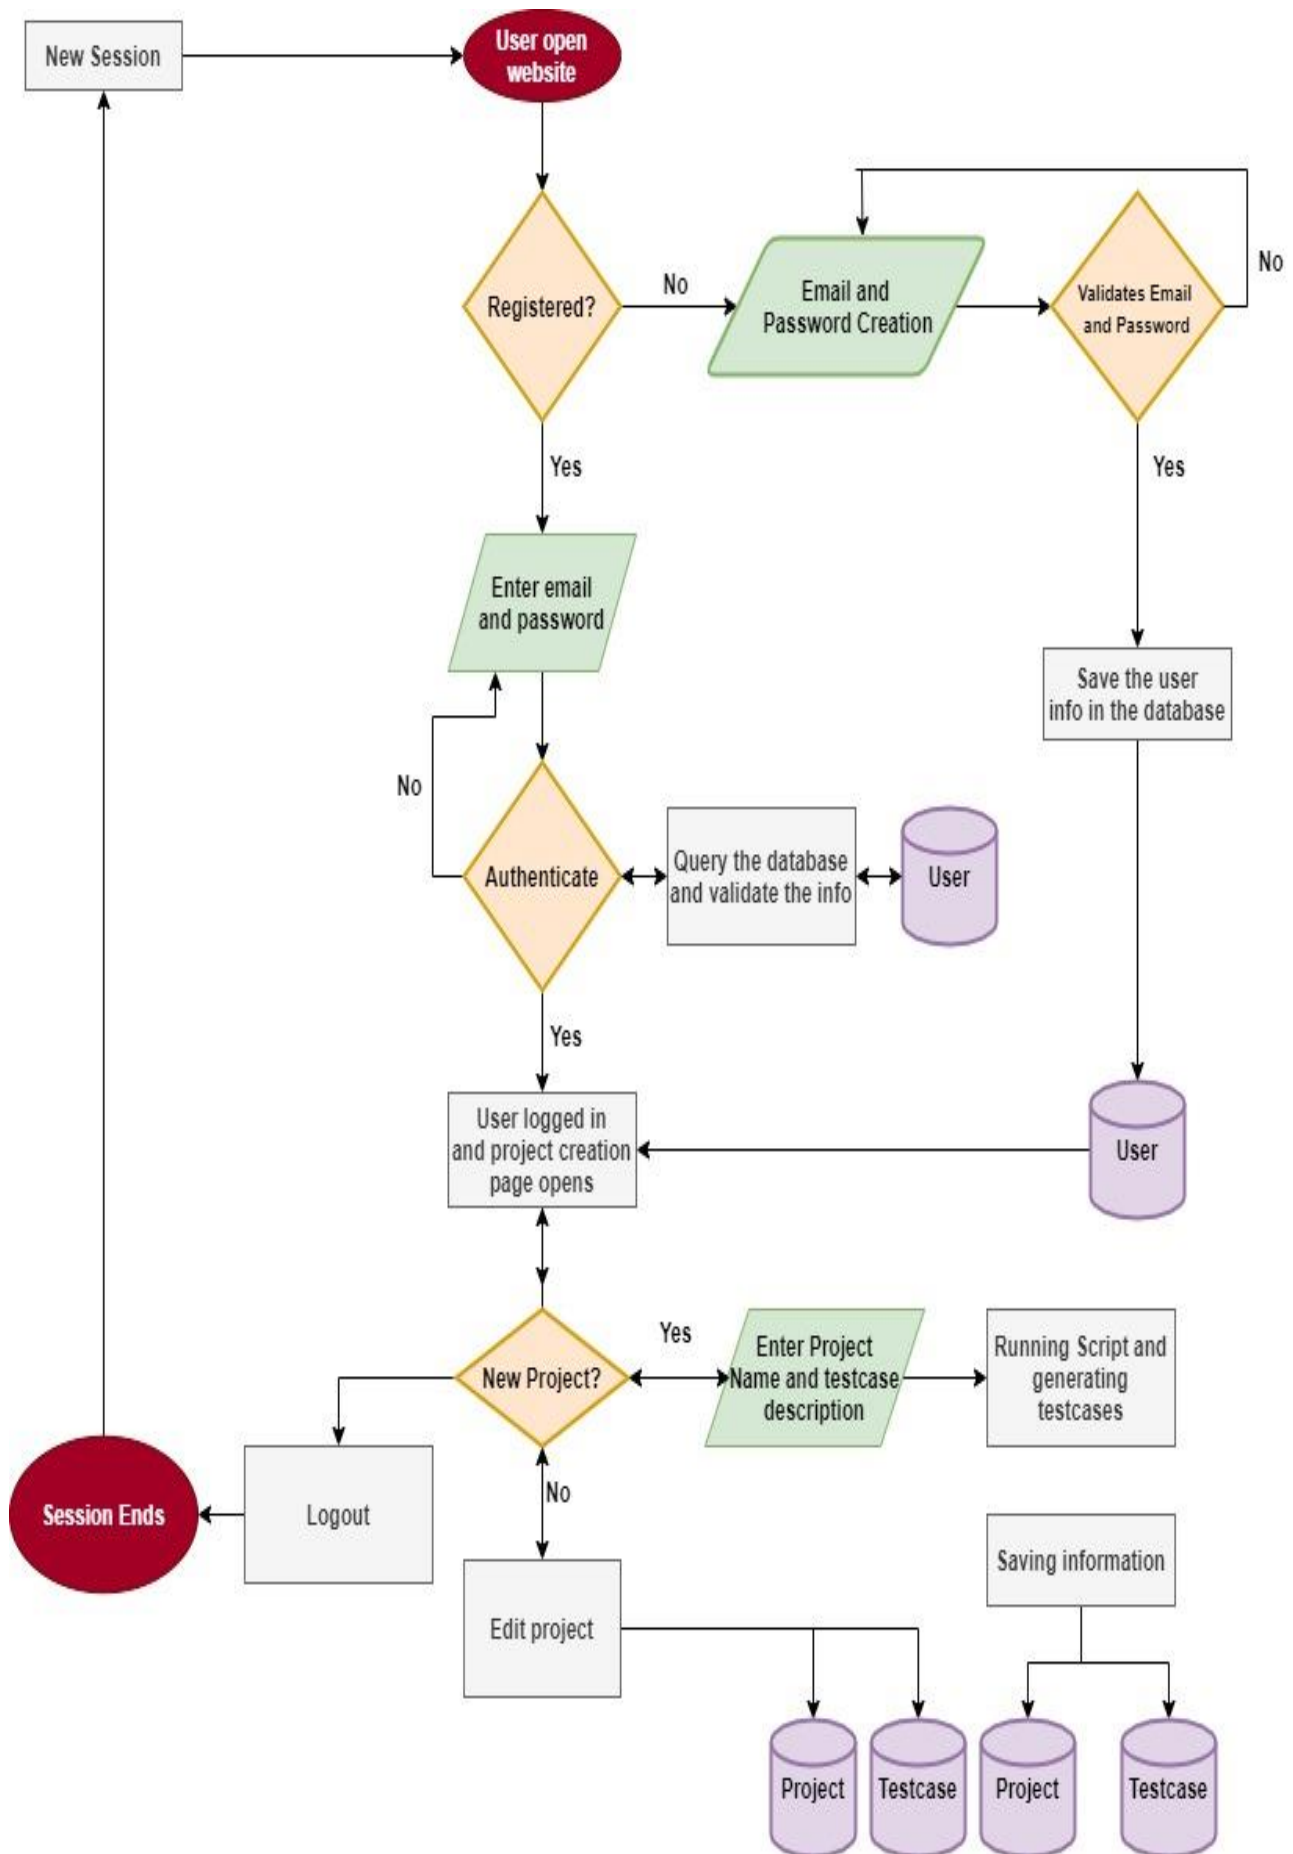 New Session
User open
website
Registered?
No
Email and
Password Creation
Validates Email
and Password
No
Yes
Yes
Enter email
and password
Save the user
info in the database
No
Authenticate
Query the database
and validate the info
User
Yes
User logged in
and project creation
page opens
User
New Project?
Yes
Enter Project
Name and testcase
description
Running Script and
generating
testcases
No
Session Ends
Logout
Saving information
Edit project
Project
Testcase
Project
Testcase